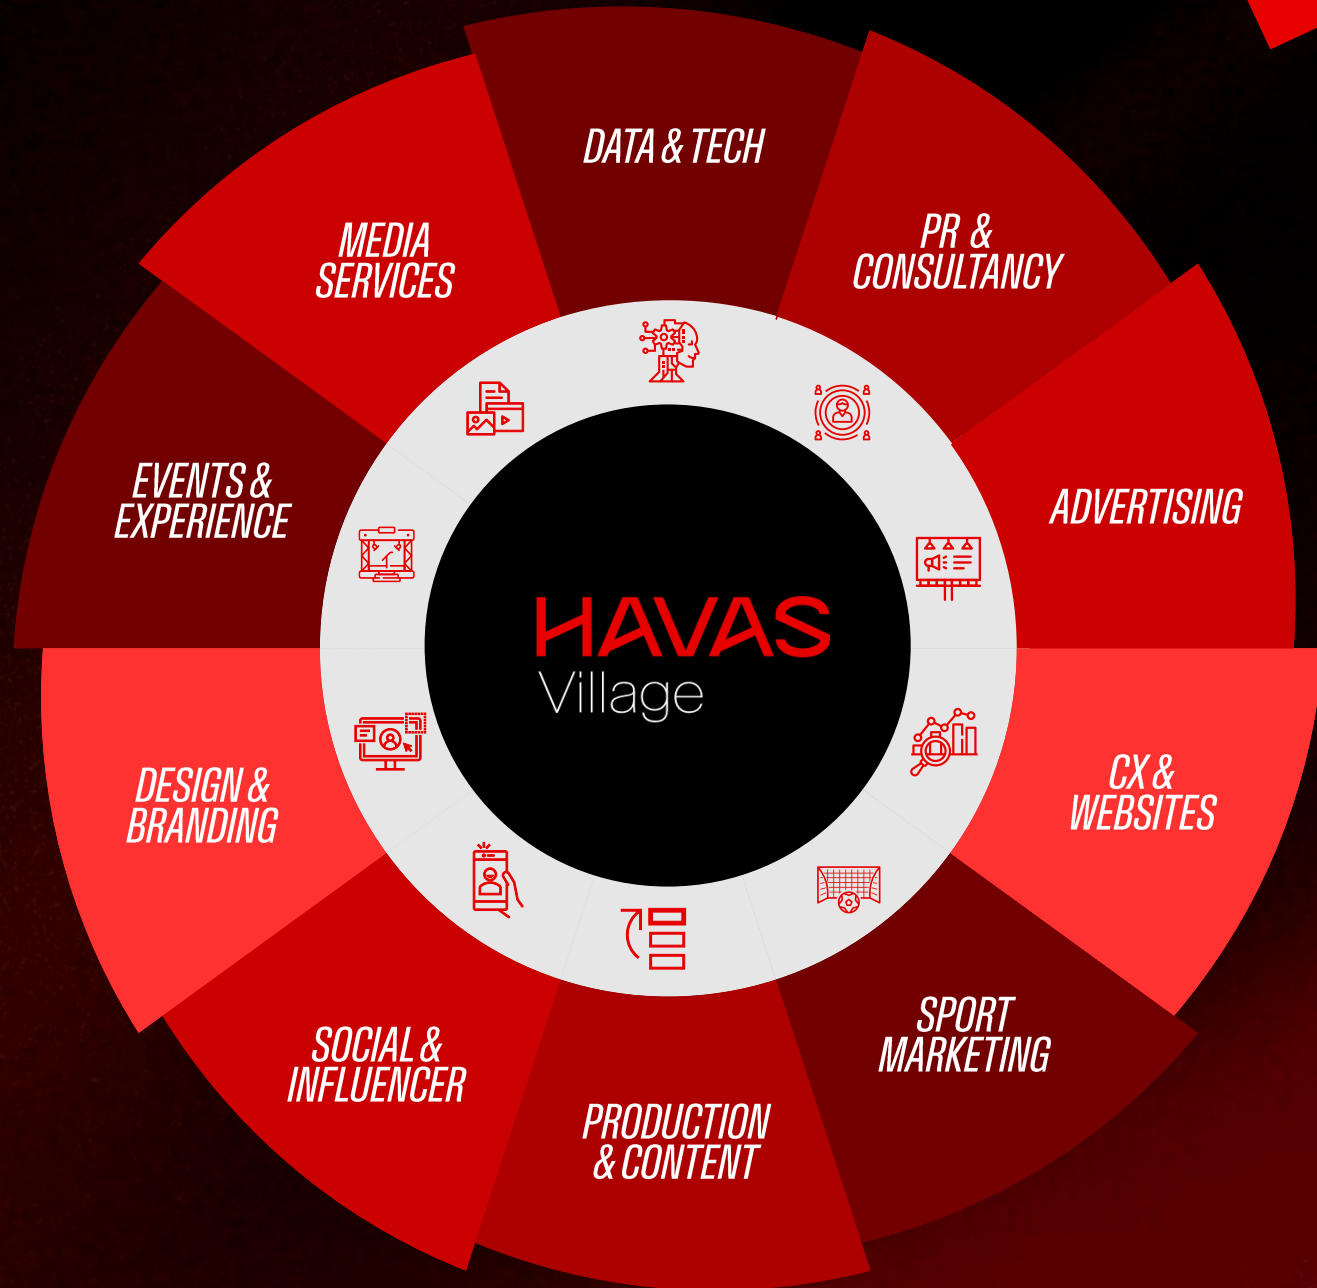 DATA & TECH
PR &
CONSULTANCY
ADVERTISING
CX &
WEBSITES
SPORT
MARKETING
PRODUCTION
& CONTENT
SOCIAL &
INFLUENCER
DESIGN &
BRANDING
EVENTS &
EXPERIENCE
MEDIA
SERVICES
HAVAS
Village